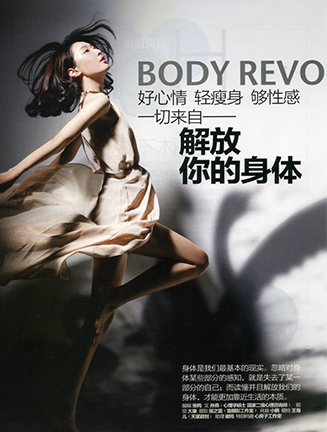 BODY REVO
好心情 轻瘦身 够性感
一切来自——
解放
你的身体
身体是我们最基本的现实。忽略对身
体某些部分的感知，就是失去了某一
部分的自己；而读懂并且解放我们的
身体，才能更加靠近生活的本质。